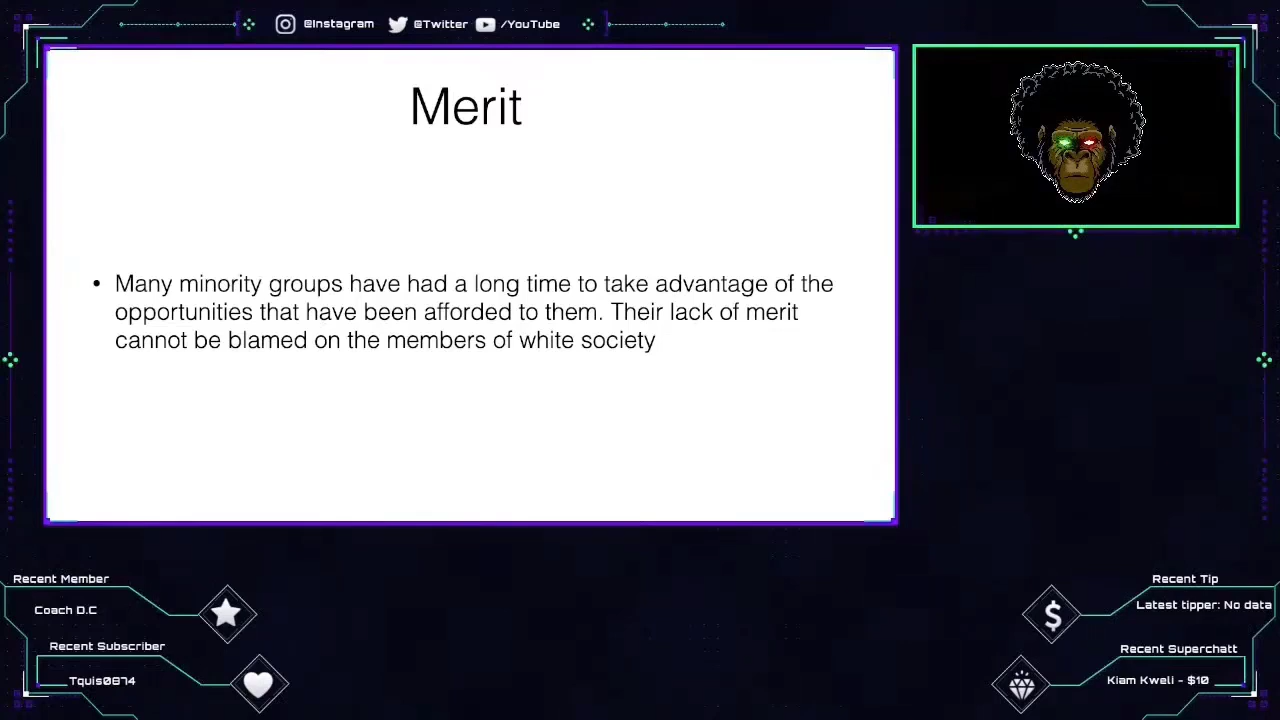 @Instagram @Twitter /YouTube
Merit
• Many minority groups have had a long time to take advantage of the
opportunities that have been afforded to them. Their lack of merit
cannot be blamed on the members of white society
Recent Member
Coach D.C
Recent Subscriber
Tquis0874
Recent Tip
Latest tipper: No data
Recent Superchatt
Kiam Kweli - $10